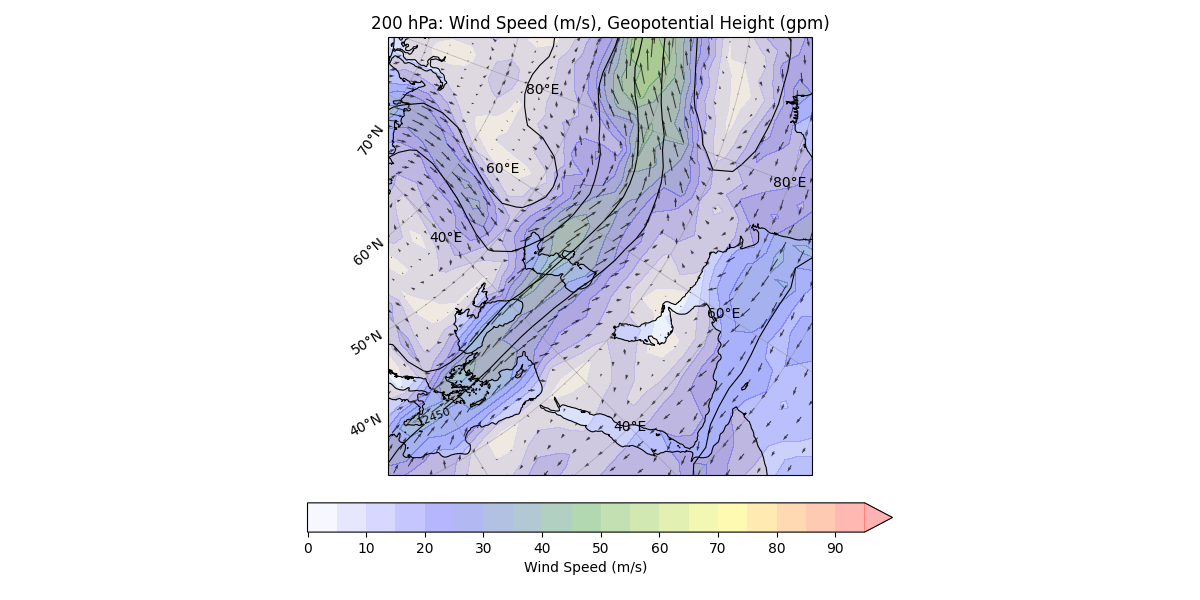 200 hPa: Wind Speed (m/s), Geopotential Height (gpm)
80°E
70°N
60°E
80°E
40°E
60°N
60°E
50°N
12450
40°E
40°N
0 10 20 30 40 50 60 70 80 90
Wind Speed (m/s)